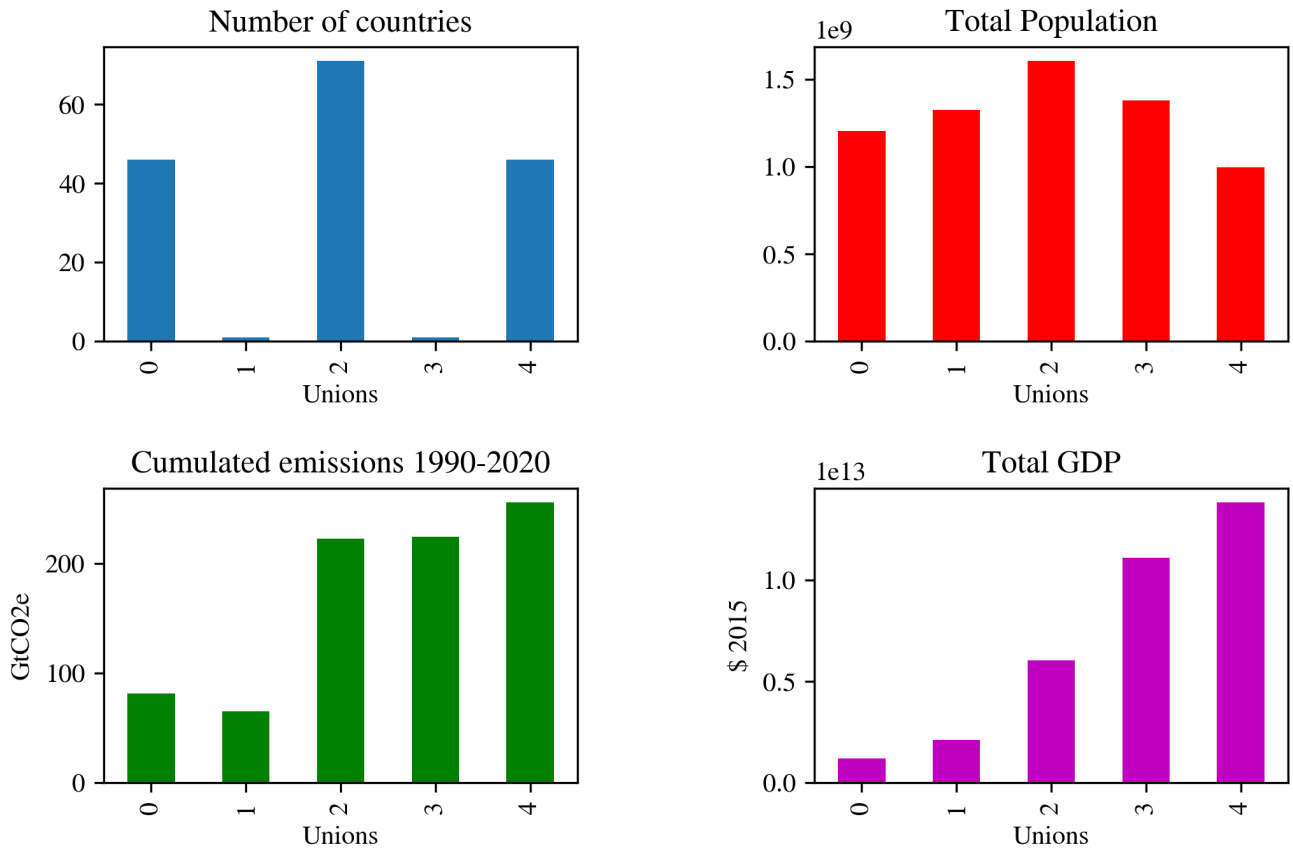 Number of countries
60
40
20
0
0 1 2 3 4
Unions
Total Population
1e9
1.5
1.0
0.5
0.0
0 1 2 3 4
Unions
Cumulated emissions 1990-2020
GtCO2e
200
100
0
0 1 2 3 4
Unions
Total GDP
1e13
$ 2015
1.0
0.5
0.0
0 1 2 3 4
Unions